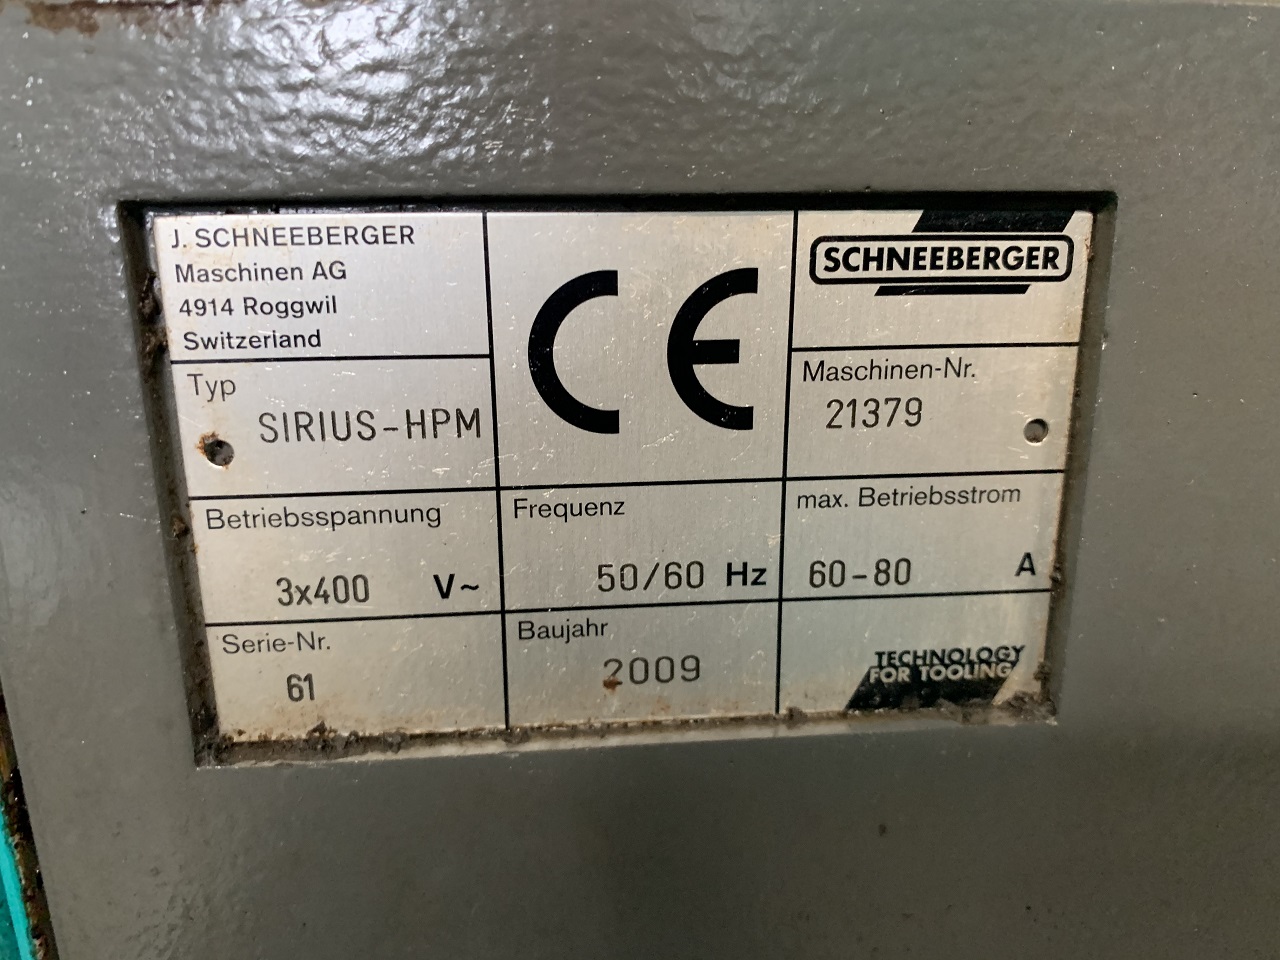 J. SCHNEEBERGER
Maschinen AG
4914 Roggwil
Switzerland
CE
SCHNEEBERGER
Typ
SIRIUS-HPM
Maschinen-Nr.
21379
Betriebsspannung
3x400 V~
Frequenz
50/60 Hz
max. Betriebsstrom
60-80 A
Serie-Nr.
61
Baujahr
2009
TECHNOLOGY
FOR TOOLING